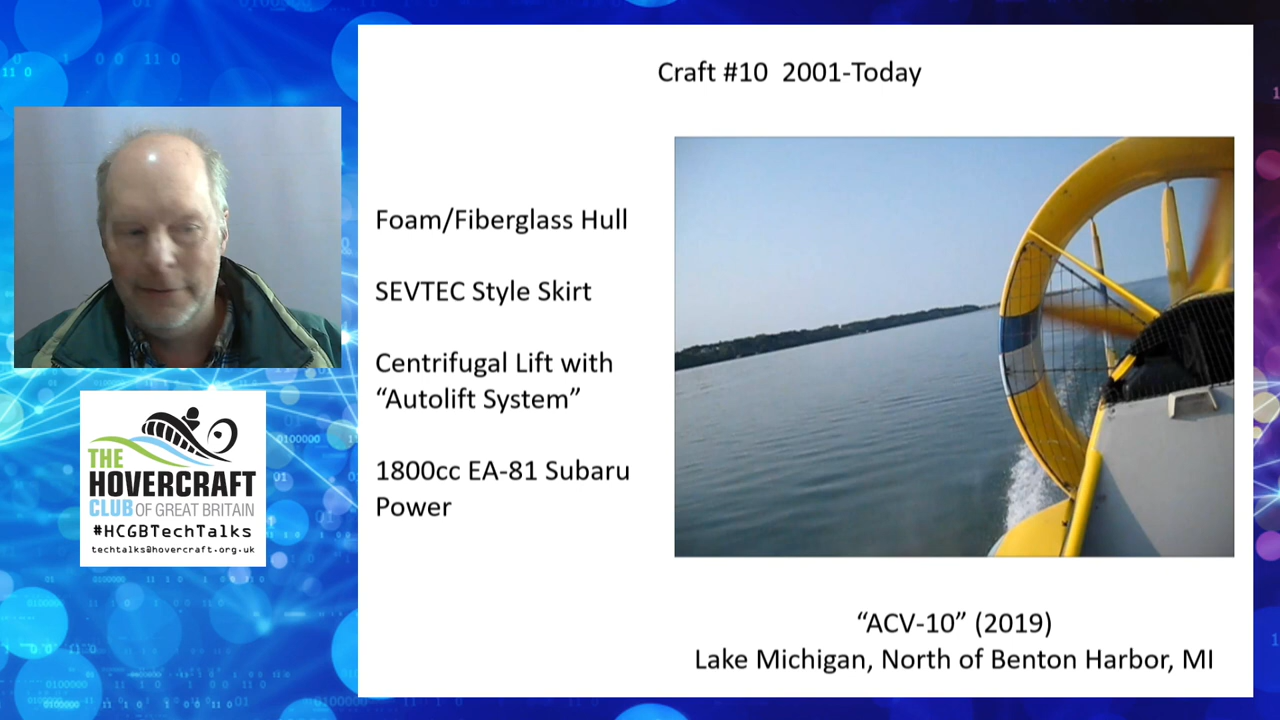 Craft #10 2001-Today
Foam/Fiberglass Hull
SEVTEC Style Skirt
Centrifugal Lift with
“Autolift System”
1800cc EA-81 Subaru
Power
“ACV-10” (2019)
Lake Michigan, North of Benton Harbor, MI
THE
HOVERCRAFT
CLUB OF GREAT BRITAIN
#HCGBTechTalks
techtalks@hovercraft.org.uk